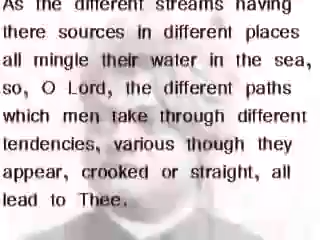 As the different streams having
there sources in different places
all mingle their water in the sea,
so, O Lord, the different paths
which men take through different
tendencies, various though they
appear, crooked or straight, all
lead to Thee.